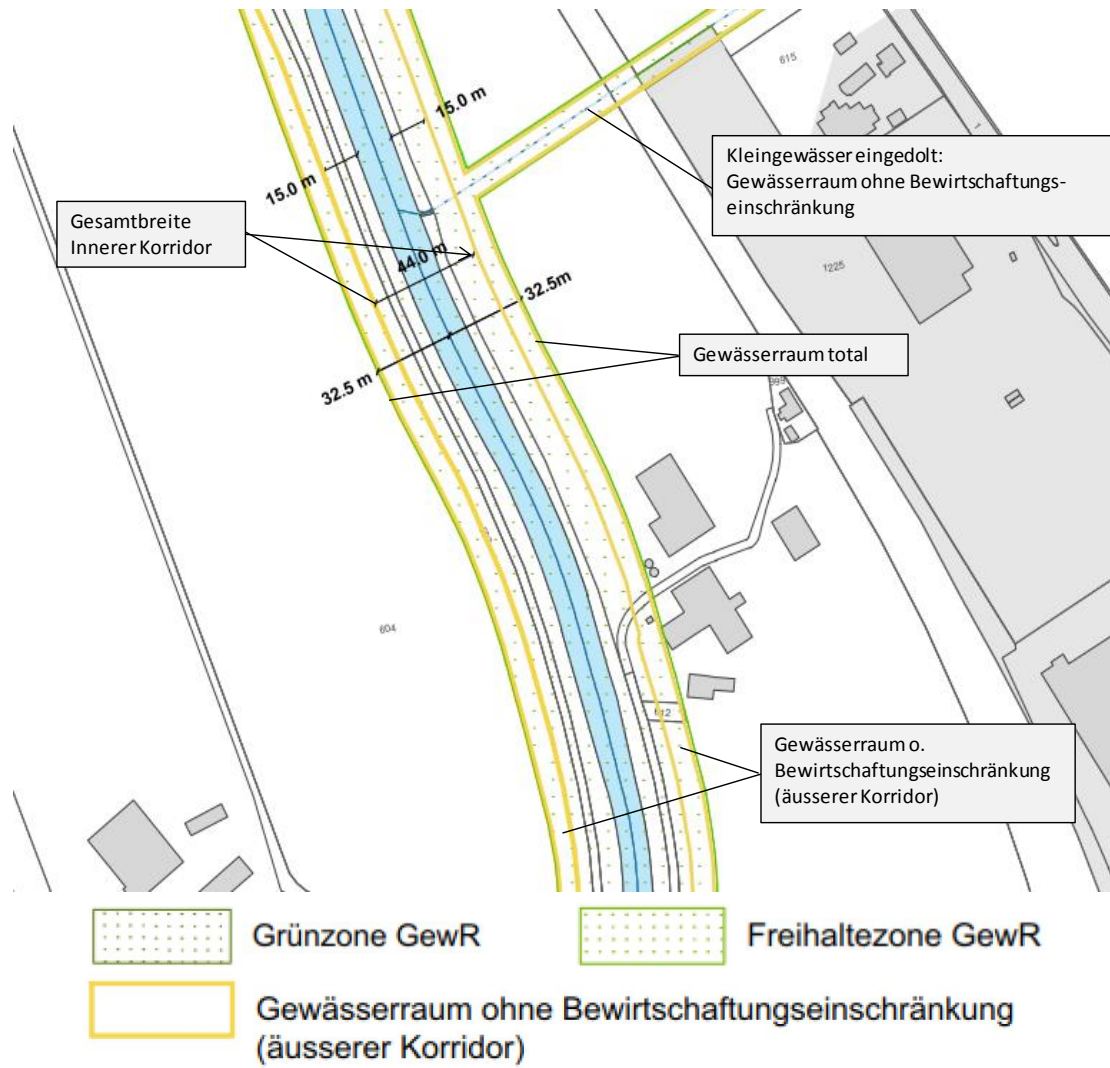 615
15.0 m
Kleingewässer eingedolt:
Gewässerraum ohne Bewirtschaftungs-
einschränkung
15.0 m
Gesamtbreite
Innerer Korridor
44.0 m
1225
32.5m
Gewässerraum total
32.5 m
999
604
612
Gewässerraum o.
Bewirtschaftungseinschränkung
(äusserer Korridor)
Grünzone GewR
Freihaltezone GewR
Gewässerraum ohne Bewirtschaftungseinschränkung
(äusserer Korridor)